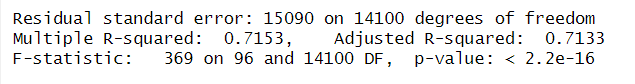 Residual standard error: 15090 on 14100 degrees of freedom
Multiple R-squared:  0.7153,    Adjusted R-squared:  0.7133
F-statistic:   369 on 96 and 14100 DF,  p-value: < 2.2e-16